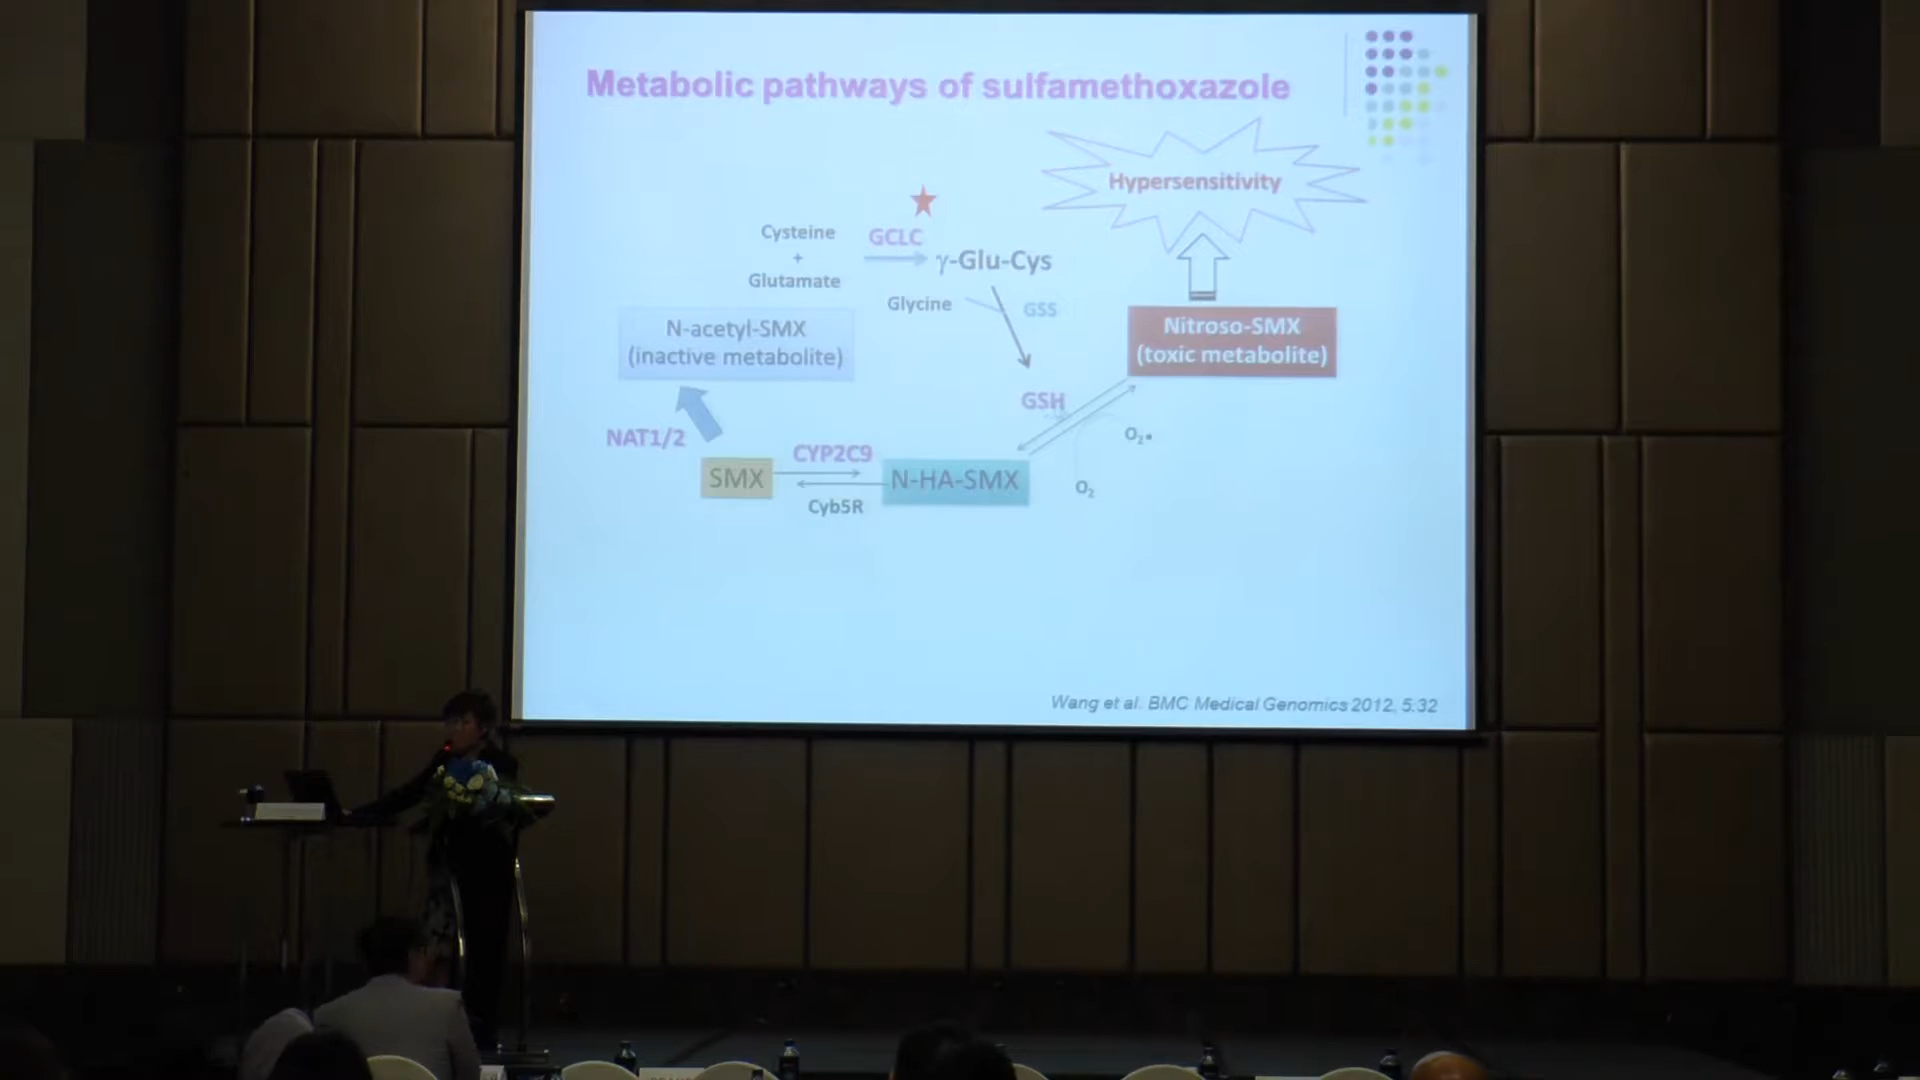 Metabolic pathways of sulfamethoxazole
Hypersensitivity
Cysteine
+
Glutamate
GCLC
γ-Glu-Cys
Glycine
GSS
N-acetyl-SMX
(inactive metabolite)
Nitroso-SMX
(toxic metabolite)
GSH
NAT1/2
CYP2C9
O₂•
SMX
N-HA-SMX
O₂
Cyb5R
Wang et al. BMC Medical Genomics 2012, 5:32